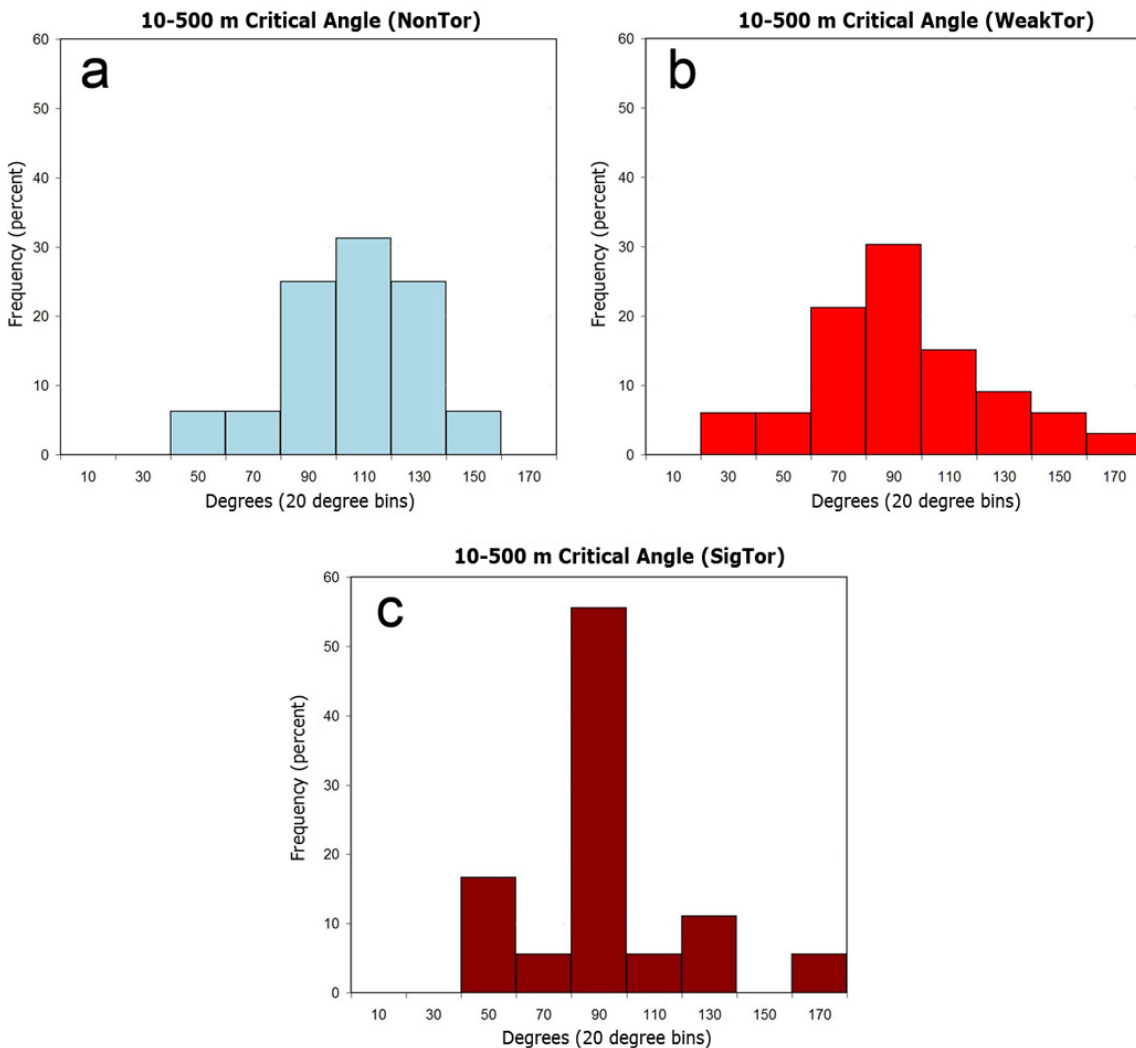 10-500 m Critical Angle (NonTor)
a
60
50
40
30
20
10
0
Frequency (percent)
10 30 50 70 90 110 130 150 170
Degrees (20 degree bins)
10-500 m Critical Angle (WeakTor)
b
60
50
40
30
20
10
0
Frequency (percent)
10 30 50 70 90 110 130 150 170
Degrees (20 degree bins)
10-500 m Critical Angle (SigTor)
c
60
50
40
30
20
10
0
Frequency (percent)
10 30 50 70 90 110 130 150 170
Degrees (20 degree bins)